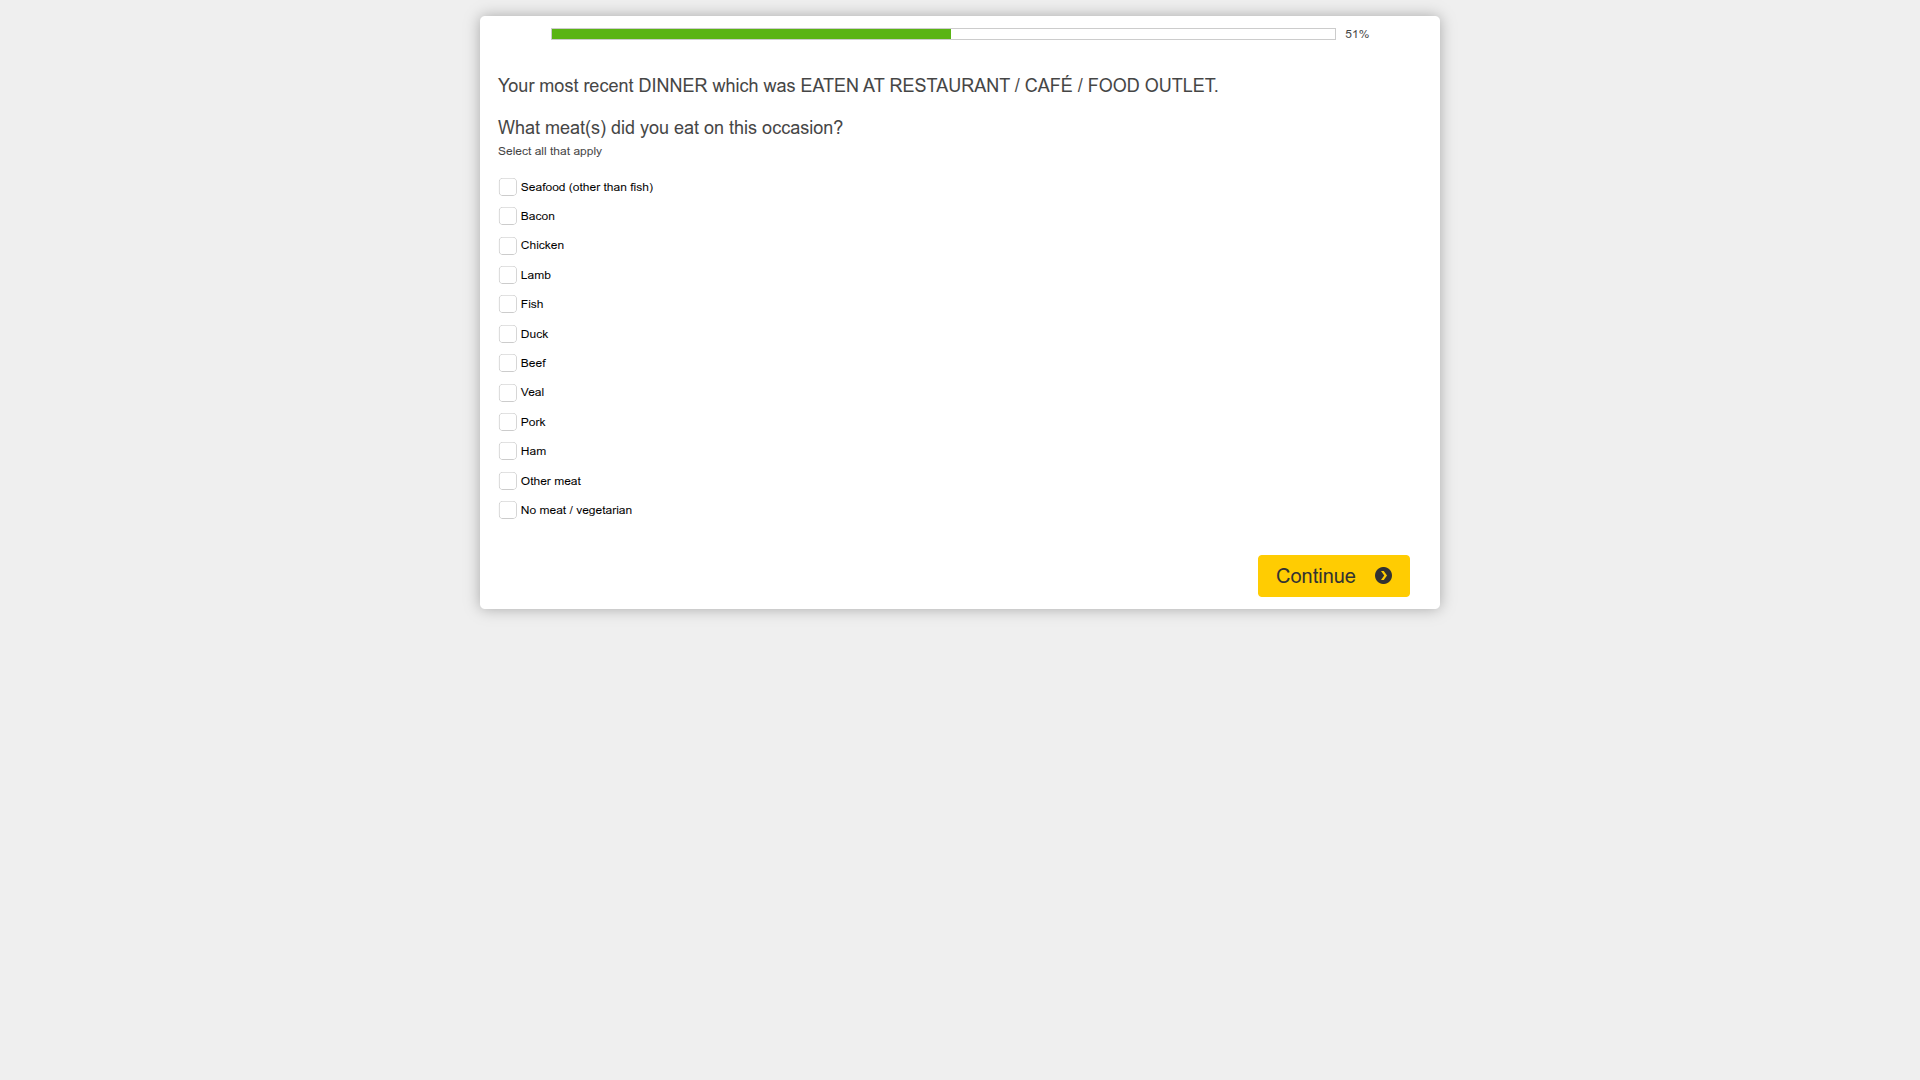 51%
Your most recent DINNER which was EATEN AT RESTAURANT / CAFÉ / FOOD OUTLET.
What meat(s) did you eat on this occasion?
Select all that apply
Seafood (other than fish)
Bacon
Chicken
Lamb
Fish
Duck
Beef
Veal
Pork
Ham
Other meat
No meat / vegetarian
Continue